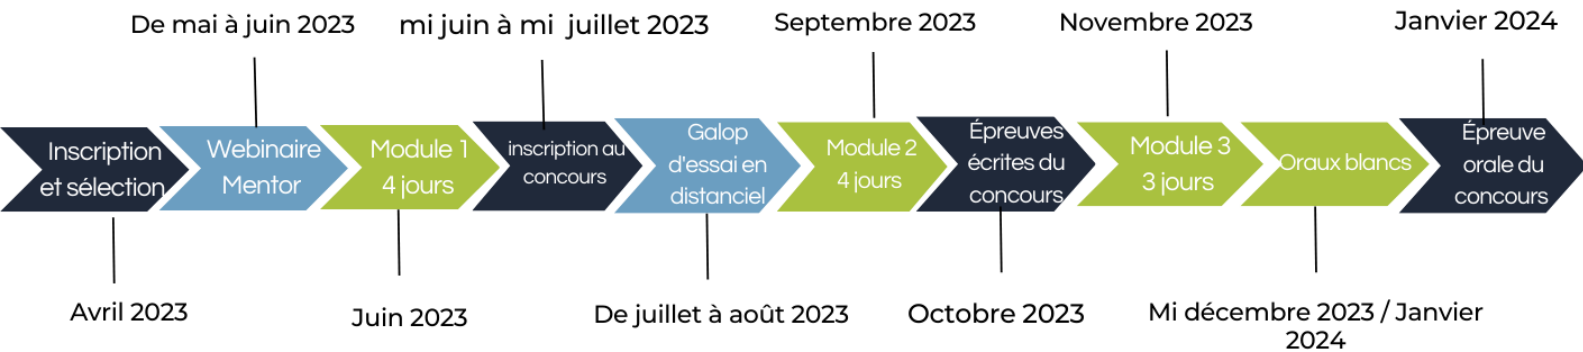 De mai à juin 2023
mi juin à mi juillet 2023
Septembre 2023
Novembre 2023
Janvier 2024
Inscription
et sélection
Webinaire
Mentor
Module 1
4 jours
inscription au
concours
Galop
d'essai en
distanciel
Module 2
4 jours
Épreuves
écrites du
concours
Module 3
3 jours
Oraux blancs
Épreuve
orale du
concours
Avril 2023
Juin 2023
De juillet à août 2023
Octobre 2023
Mi décembre 2023 / Janvier
2024